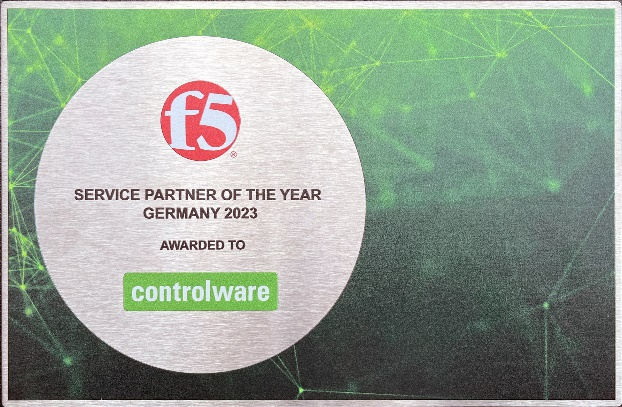 f5®
SERVICE PARTNER OF THE YEAR
GERMANY 2023
AWARDED TO
controlware